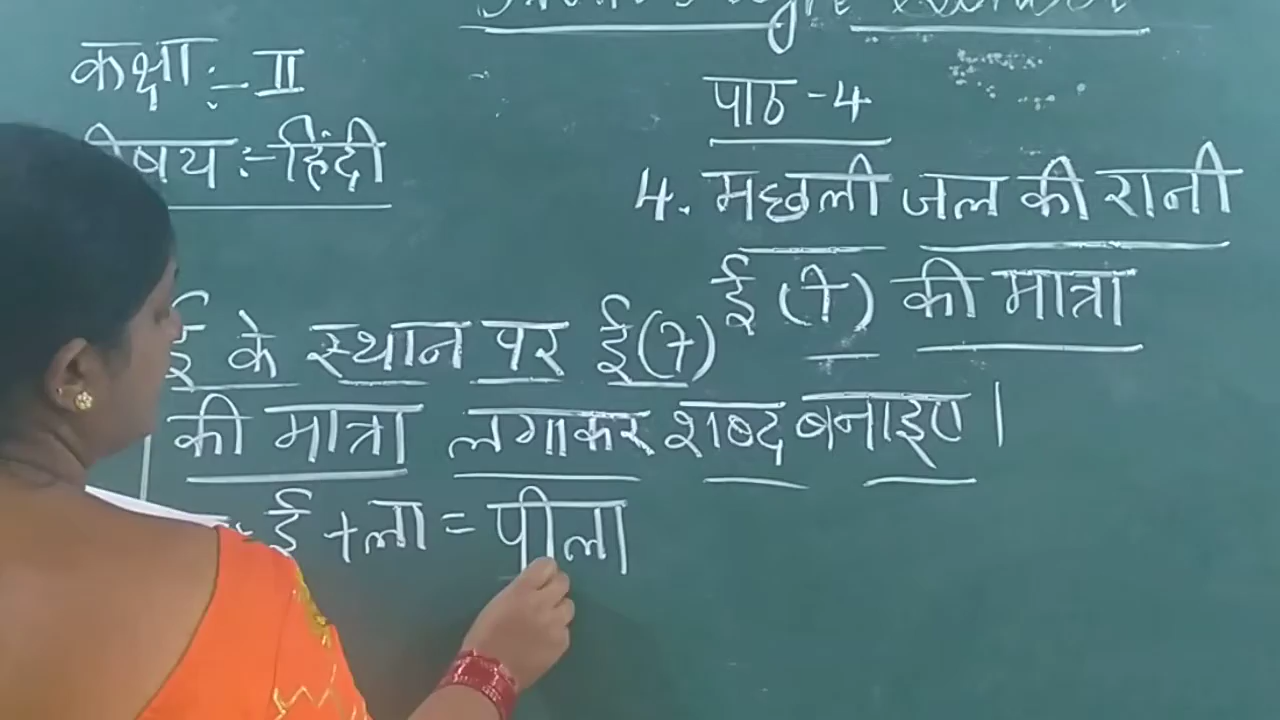 कक्षा :- II
विषय :- हिंदी
पाठ - 4
4. मछली जल की रानी
ई (ी) की मात्रा
ई के स्थान पर ई (ी)
की मात्रा लगाकर शब्द बनाइए।
ई + ला = पीला